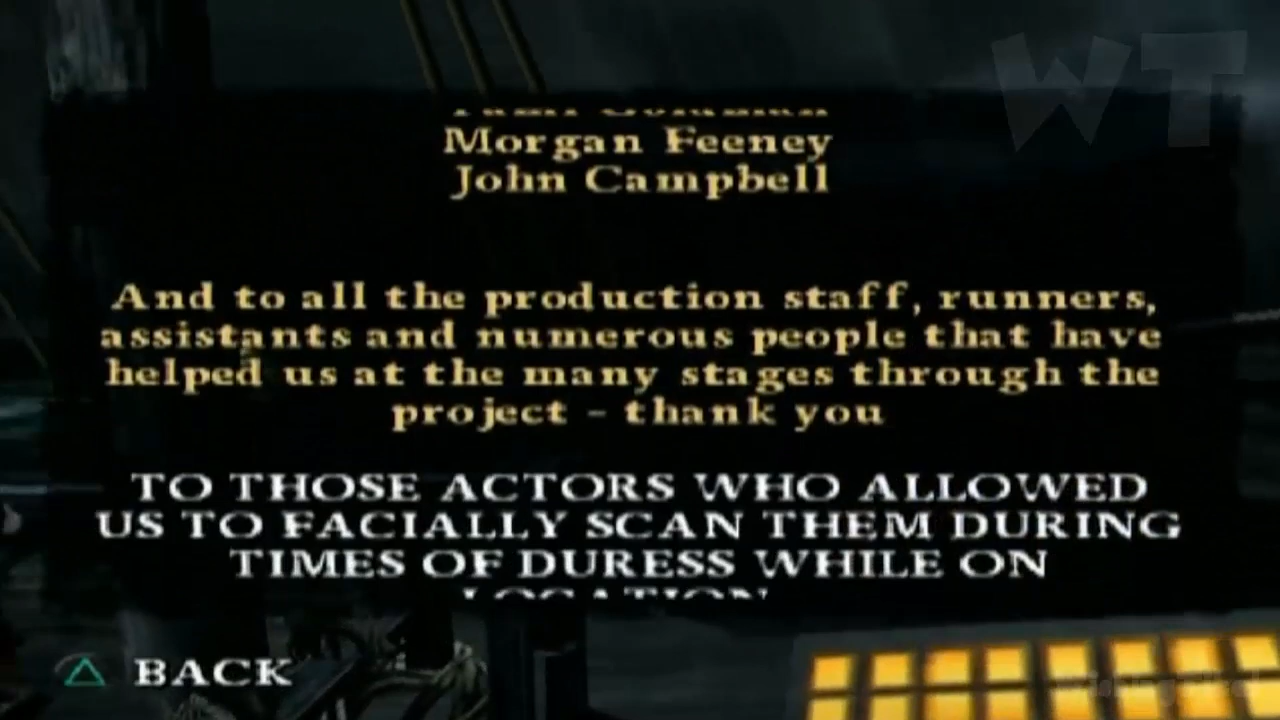 WT
Morgan Feeney
John Campbell
And to all the production staff, runners,
assistants and numerous people that have
helped us at the many stages through the
project - thank you
TO THOSE ACTORS WHO ALLOWED
US TO FACIALLY SCAN THEM DURING
TIMES OF DURESS WHILE ON
LOCATION
BACK